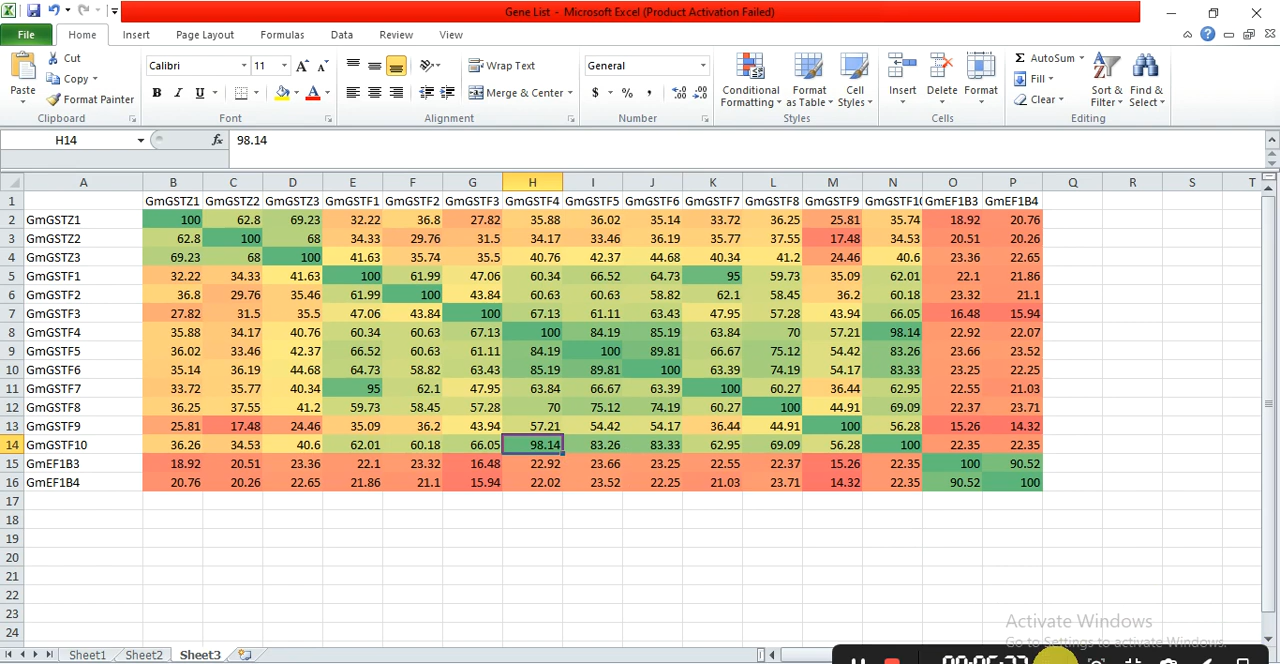 Gene List - Microsoft Excel (Product Activation Failed)
File Home Insert Page Layout Formulas Data Review View
Paste Cut Copy Format Painter Clipboard
Calibri 11 A A B I U A Font
Wrap Text Merge & Center Alignment
General $ % , Number
Conditional Formatting Format as Table Cell Styles Styles
Insert Delete Format Cells
Σ AutoSum Fill Clear Sort & Filter Find & Select Editing
H14 fx 98.14
A B C D E F G H I J K L M N O P Q R S T
1 GmGSTZ1 GmGSTZ2 GmGSTZ3 GmGSTF1 GmGSTF2 GmGSTF3 GmGSTF4 GmGSTF5 GmGSTF6 GmGSTF7 GmGSTF8 GmGSTF9 GmGSTF10 GmEF1B3 GmEF1B4
2 GmGSTZ1 100 62.8 69.23 32.22 36.8 27.82 35.88 36.02 35.14 33.72 36.25 25.81 35.74 18.92 20.76
3 GmGSTZ2 62.8 100 68 34.33 29.76 31.5 34.17 33.46 36.19 35.77 37.55 17.48 34.53 20.51 20.26
4 GmGSTZ3 69.23 68 100 41.63 35.74 35.5 40.76 42.37 44.68 40.34 41.2 24.46 40.6 23.36 22.65
5 GmGSTF1 32.22 34.33 41.63 100 61.99 47.06 60.34 66.52 64.73 95 59.73 35.09 62.01 22.1 21.86
6 GmGSTF2 36.8 29.76 35.46 61.99 100 43.84 60.63 60.63 58.82 62.1 58.45 36.2 60.18 23.32 21.1
7 GmGSTF3 27.82 31.5 35.5 47.06 43.84 100 67.13 61.11 63.43 47.95 57.28 43.94 66.05 16.48 15.94
8 GmGSTF4 35.88 34.17 40.76 60.34 60.63 67.13 100 84.19 85.19 63.84 70 57.21 98.14 22.92 22.07
9 GmGSTF5 36.02 33.46 42.37 66.52 60.63 61.11 84.19 100 89.81 66.67 75.12 54.42 83.26 23.66 23.52
10 GmGSTF6 35.14 36.19 44.68 64.73 58.82 63.43 85.19 89.81 100 63.39 74.19 54.17 83.33 23.25 22.25
11 GmGSTF7 33.72 35.77 40.34 95 62.1 47.95 63.84 66.67 63.39 100 60.27 36.44 62.95 22.55 21.03
12 GmGSTF8 36.25 37.55 41.2 59.73 58.45 57.28 70 75.12 74.19 60.27 100 44.91 69.09 22.37 23.71
13 GmGSTF9 25.81 17.48 24.46 35.09 36.2 43.94 57.21 54.42 54.17 36.44 44.91 100 56.28 15.26 14.32
14 GmGSTF10 36.26 34.53 40.6 62.01 60.18 66.05 98.14 83.26 83.33 62.95 69.09 56.28 100 22.35 22.35
15 GmEF1B3 18.92 20.51 23.36 22.1 23.32 16.48 22.92 23.66 23.25 22.55 22.37 15.26 22.35 100 90.52
16 GmEF1B4 20.76 20.26 22.65 21.86 21.1 15.94 22.02 23.52 22.25 21.03 23.71 14.32 22.35 90.52 100
17
18
19
20
21
22
23
24
Activate Windows
Go to Settings to activate Windows.
Sheet1 Sheet2 Sheet3